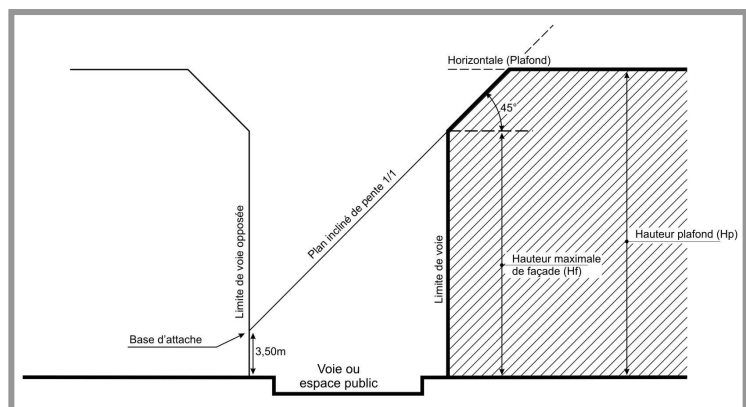 Horizontale (Plafond)
45°
Plan incliné de pente 1/1
Limite de voie opposée
Limite de voie
Hauteur plafond (Hp)
Hauteur maximale
de façade (Hf)
Base d'attache
3,50m
Voie ou
espace public